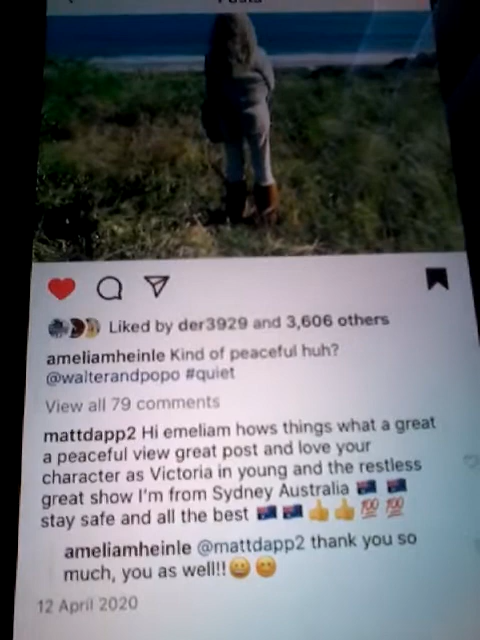 Posts
Liked by der3929 and 3,606 others
ameliamheinle Kind of peaceful huh?
@walterandpopo #quiet
View all 79 comments
mattdapp2 Hi emeliam hows things what a great
a peaceful view great post and love your
character as Victoria in young and the restless
great show I'm from Sydney Australia 🇦🇺 🇦🇺
stay safe and all the best 🇦🇺 🇦🇺 👍 👍 💯 💯
ameliamheinle @mattdapp2 thank you so
much, you as well!! 😀 😊
12 April 2020